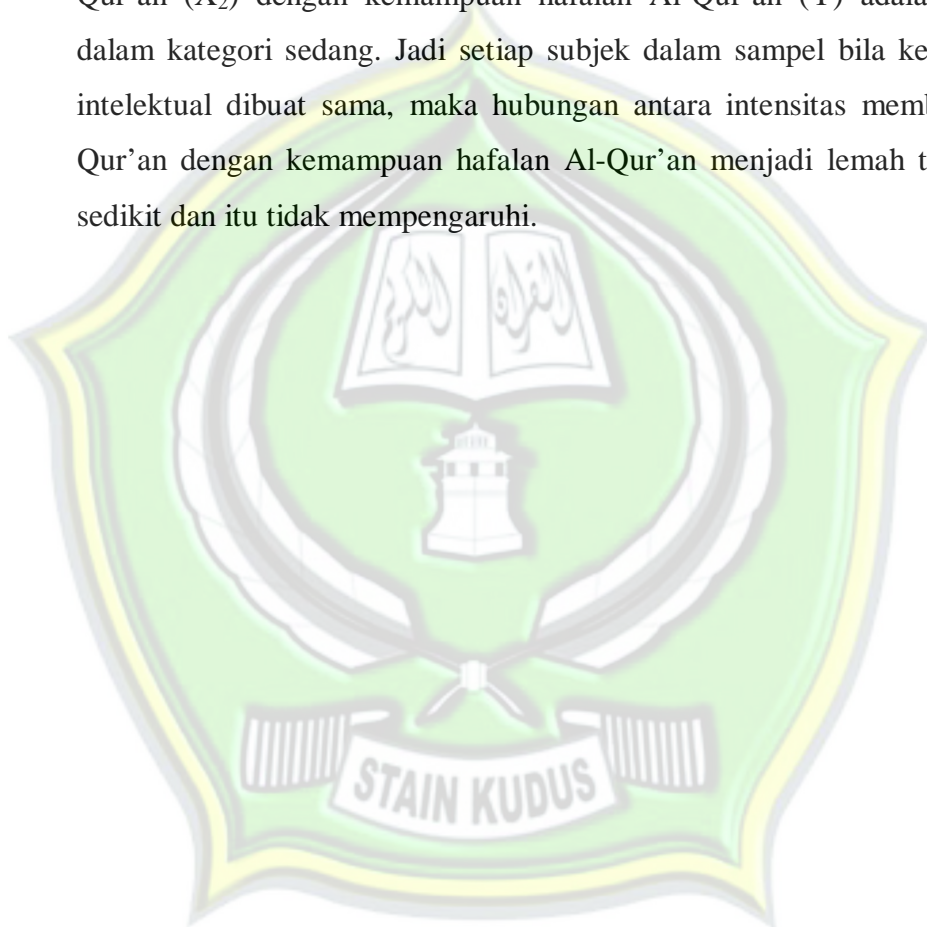 Qur'an (X₂) dengan kemampuan hafalan Al-Qur'an (Y)
dalam kategori sedang. Jadi setiap subjek dalam sampel bila
intelektual dibuat sama, maka hubungan antara intensitas
Qur'an dengan kemampuan hafalan Al-Qur'an menjadi lemah
sedikit dan itu tidak mempengaruhi.
STAIN KUDUS